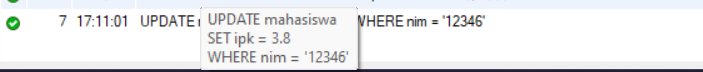 7 17:11:01 UPDATE WHERE nim = '12346'
UPDATE mahasiswa
SET ipk = 3.8
WHERE nim = '12346'